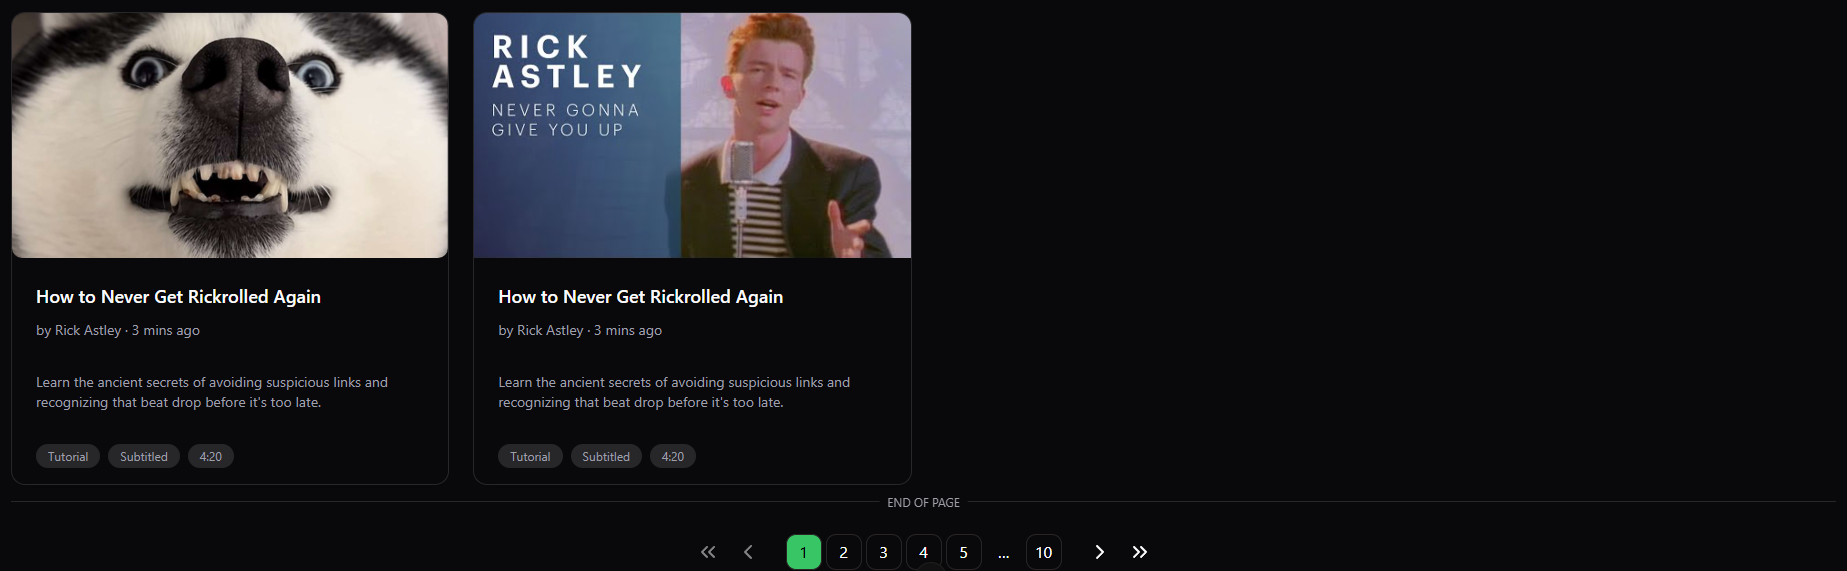 RICK
ASTLEY
NEVER GONNA
GIVE YOU UP
How to Never Get Rickrolled Again
by Rick Astley · 3 mins ago
Learn the ancient secrets of avoiding suspicious links and
recognizing that beat drop before it's too late.
Tutorial Subtitled 4:20
How to Never Get Rickrolled Again
by Rick Astley · 3 mins ago
Learn the ancient secrets of avoiding suspicious links and
recognizing that beat drop before it's too late.
Tutorial Subtitled 4:20
END OF PAGE
1 2 3 4 5 ... 10